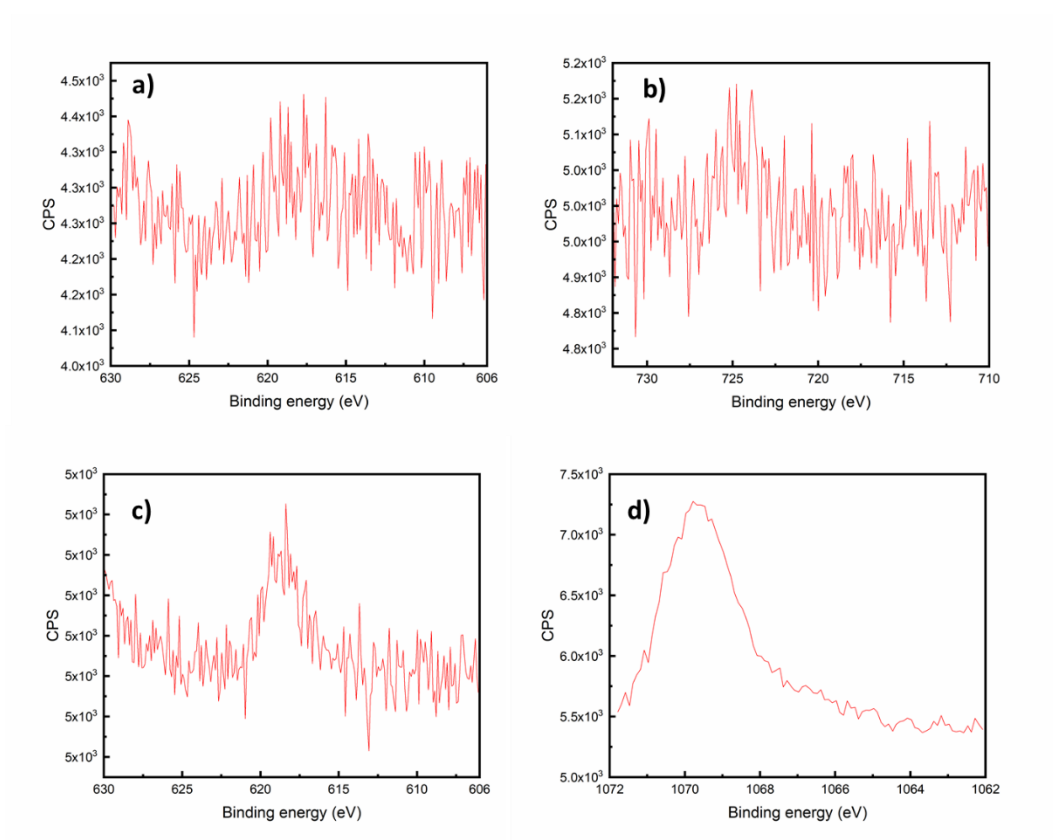 a)
4.5x10³
4.4x10³
4.3x10³
4.3x10³
4.3x10³
4.2x10³
4.2x10³
4.1x10³
4.0x10³
CPS
630 625 620 615 610 606
Binding energy (eV)
b)
5.2x10³
5.2x10³
5.1x10³
5.0x10³
5.0x10³
5.0x10³
4.9x10³
4.8x10³
4.8x10³
CPS
730 725 720 715 710
Binding energy (eV)
c)
5x10³
5x10³
5x10³
5x10³
5x10³
5x10³
5x10³
5x10³
CPS
630 625 620 615 610 606
Binding energy (eV)
d)
7.5x10³
7.0x10³
6.5x10³
6.0x10³
5.5x10³
5.0x10³
CPS
1072 1070 1068 1066 1064 1062
Binding energy (eV)